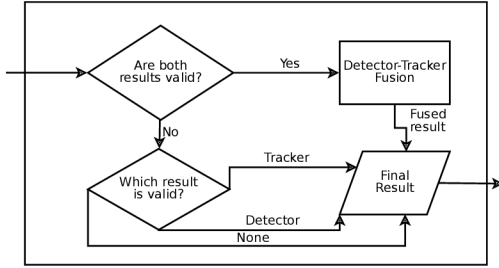 Are both
results valid?
Yes
Detector-Tracker
Fusion
No
Fused
result
Which result
is valid?
Tracker
Final
Result
Detector
None